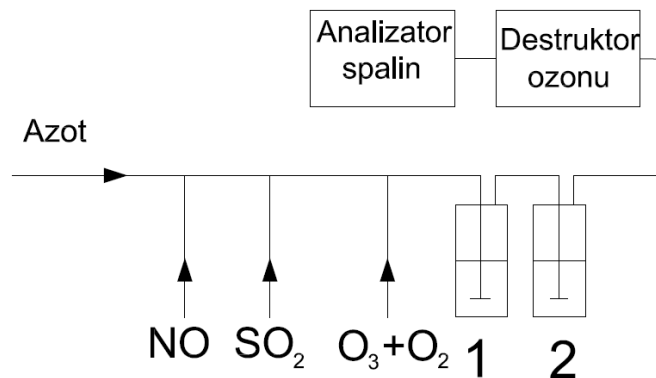 Analizator
spalin
Destruktor
ozonu
Azot
NO SO₂ O₃+O₂ 1 2